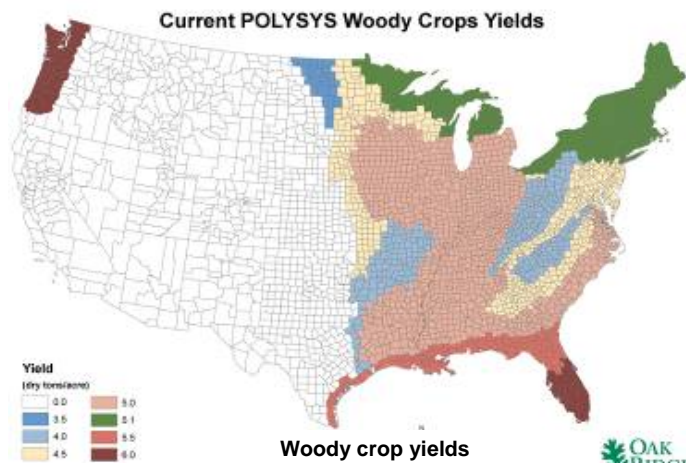 Current POLYSYS Woody Crops Yields
Yield
(dry tons/acre)
0.0 5.0
3.5 5.1
4.0 5.5
4.5 6.0
Woody crop yields
OAK
RIDGE